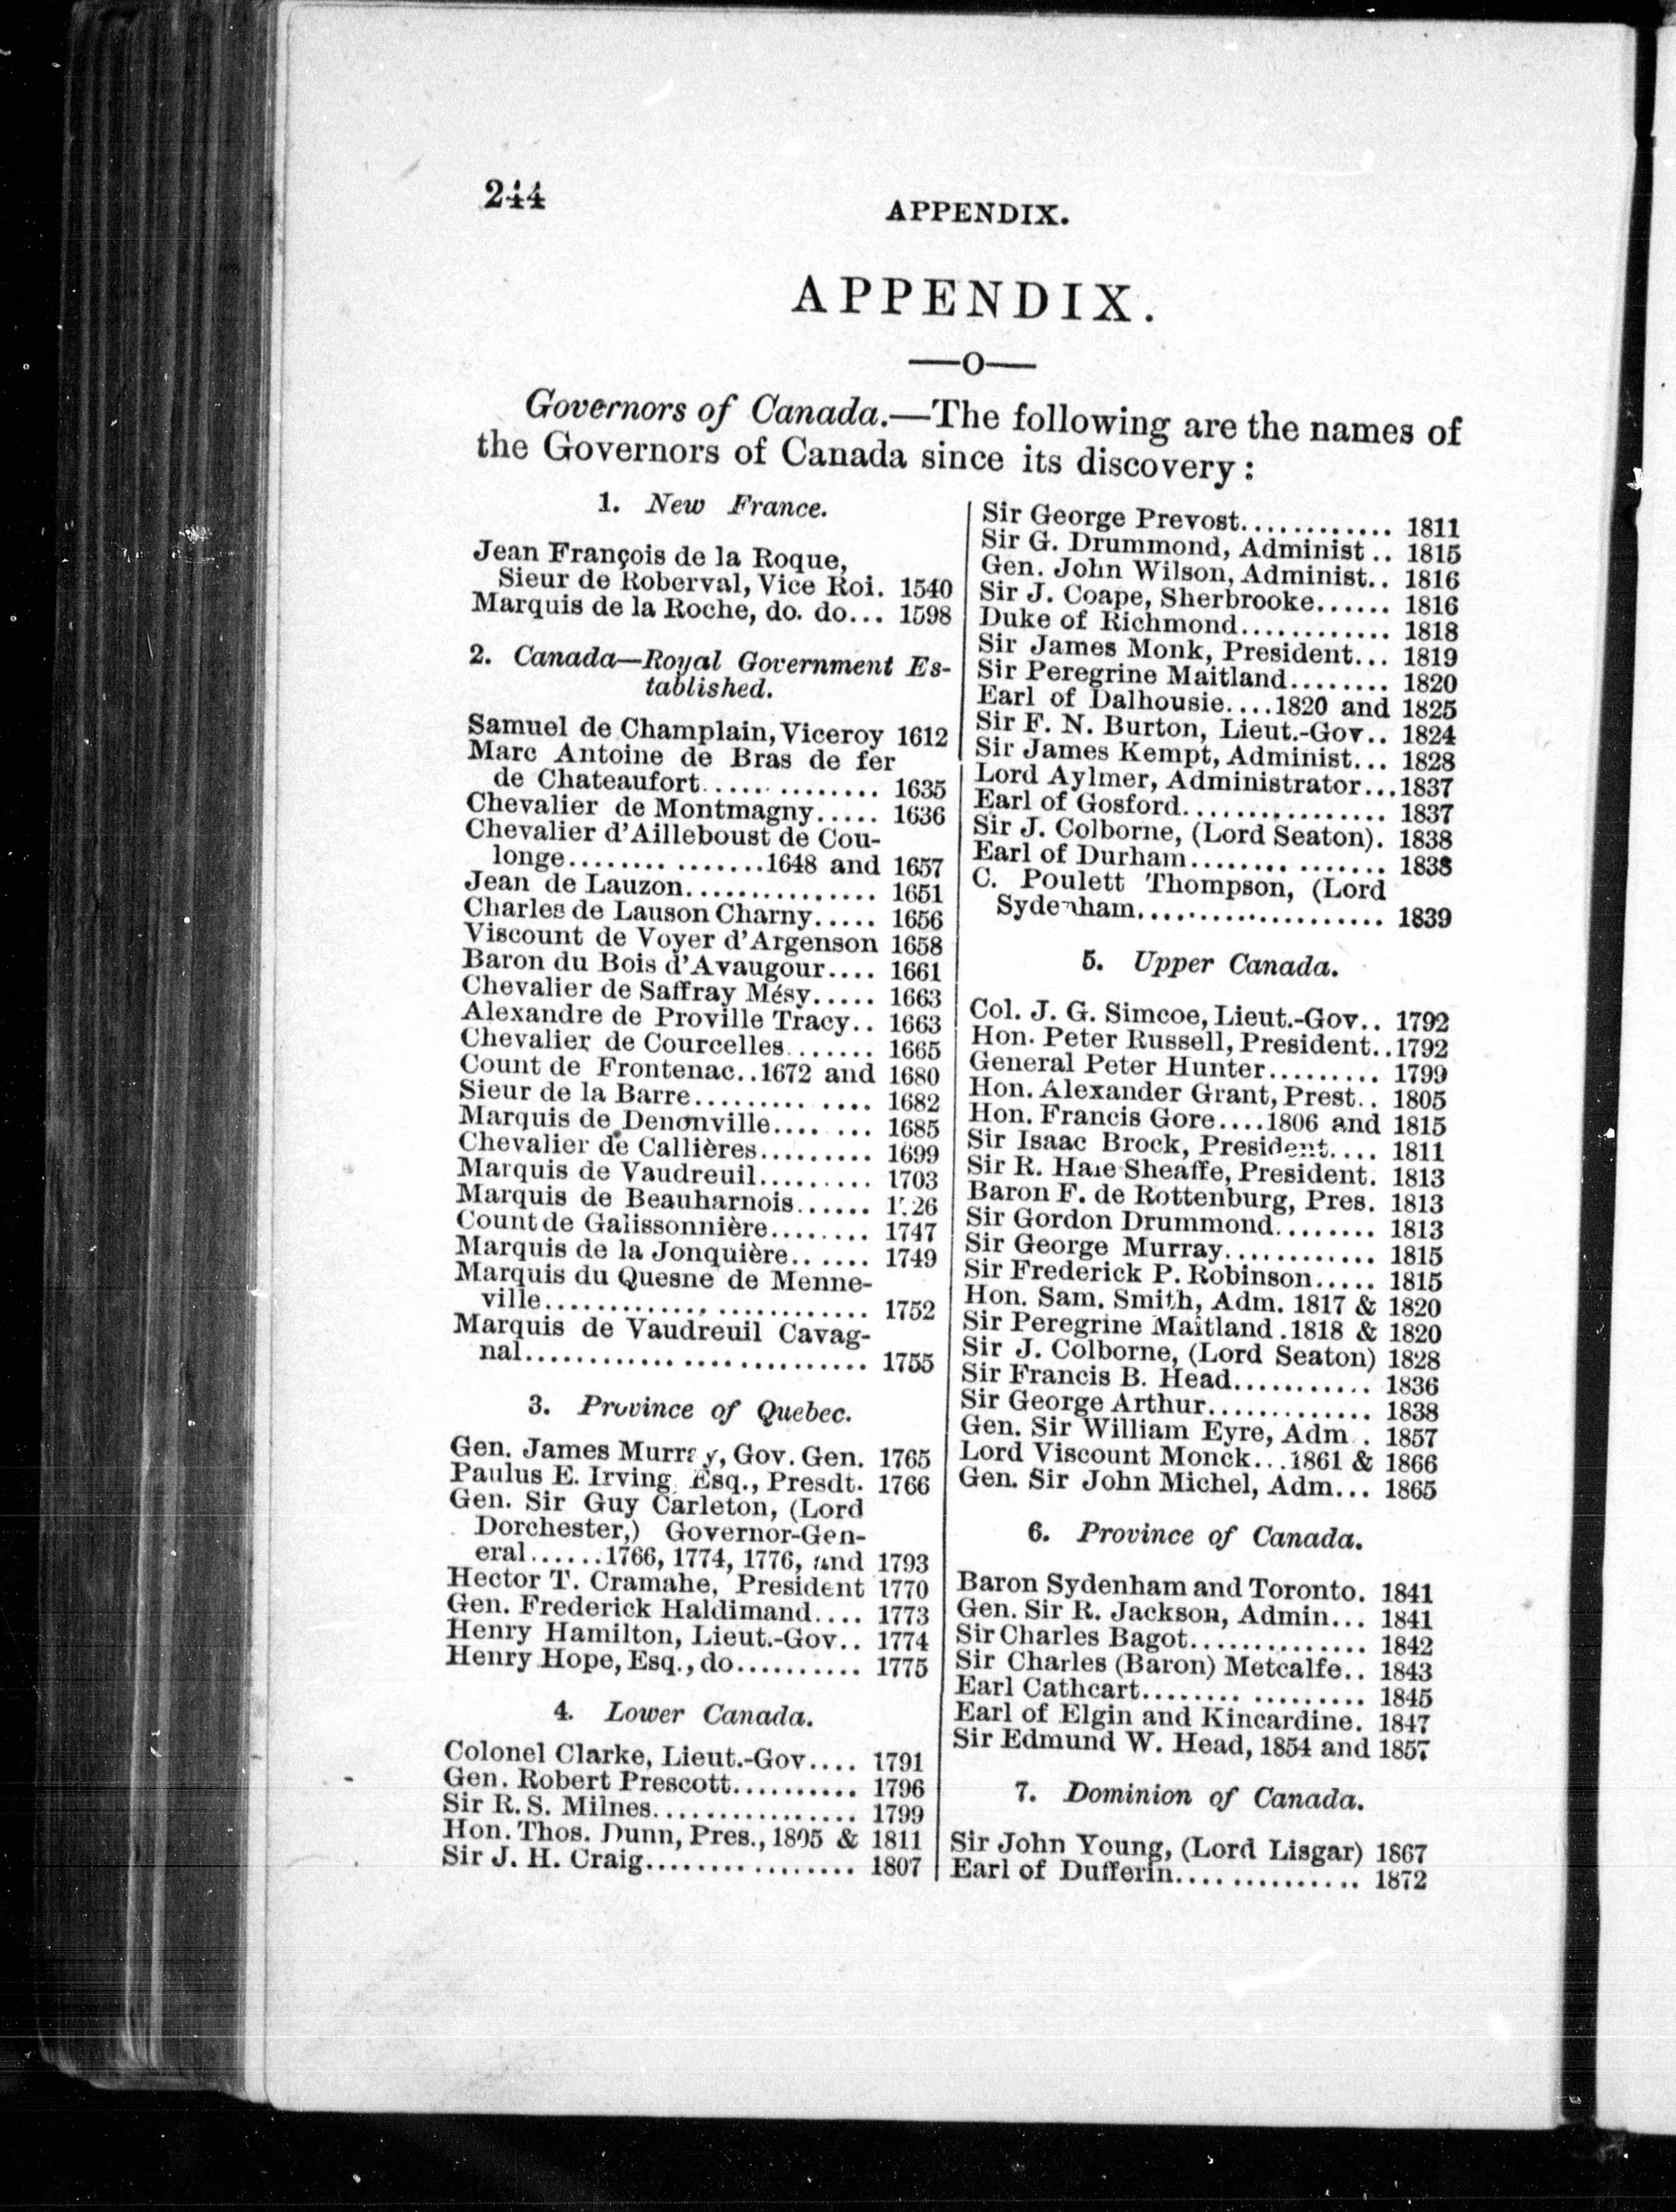 244
APPENDIX.
APPENDIX.
—O—
Governors of Canada.—The following are the names of
the Governors of Canada since its discovery:
1. New France.
Jean François de la Roque,
Sieur de Roberval, Vice Roi. 1540
Marquis de la Roche, do. do... 1598
2. Canada—Royal Government Es-
tablished.
Samuel de Champlain, Viceroy 1612
Marc Antoine de Bras de fer
de Chateaufort.............. 1635
Chevalier de Montmagny..... 1636
Chevalier d'Ailleboust de Cou-
longe...............1648 and 1657
Jean de Lauzon............... 1651
Charles de Lauson Charny..... 1656
Viscount de Voyer d'Argenson 1658
Baron du Bois d'Avaugour.... 1661
Chevalier de Saffray Mésy..... 1663
Alexandre de Proville Tracy.. 1663
Chevalier de Courcelles....... 1665
Count de Frontenac..1672 and 1680
Sieur de la Barre............. 1682
Marquis de Denonville....... 1685
Chevalier de Callières......... 1699
Marquis de Vaudreuil......... 1703
Marquis de Beauharnois...... 1726
Count de Galissonnière........ 1747
Marquis de la Jonquière...... 1749
Marquis du Quesne de Menne-
ville......................... 1752
Marquis de Vaudreuil Cavag-
nal........................... 1755
3. Province of Quebec.
Gen. James Murray, Gov. Gen. 1765
Paulus E. Irving, Esq., Presdt. 1766
Gen. Sir Guy Carleton, (Lord
Dorchester,) Governor-Gen-
eral......1766, 1774, 1776, and 1793
Hector T. Cramahe, President 1770
Gen. Frederick Haldimand.... 1773
Henry Hamilton, Lieut.-Gov.. 1774
Henry Hope, Esq., do.......... 1775
4. Lower Canada.
Colonel Clarke, Lieut.-Gov.... 1791
Gen. Robert Prescott.......... 1796
Sir R. S. Milnes................ 1799
Hon. Thos. Dunn, Pres., 1805 & 1811
Sir J. H. Craig................ 1807
Sir George Prevost............ 1811
Sir G. Drummond, Administ.. 1815
Gen. John Wilson, Administ.. 1816
Sir J. Coape, Sherbrooke...... 1816
Duke of Richmond............ 1818
Sir James Monk, President... 1819
Sir Peregrine Maitland........ 1820
Earl of Dalhousie....1820 and 1825
Sir F. N. Burton, Lieut.-Gov.. 1824
Sir James Kempt, Administ... 1828
Lord Aylmer, Administrator...1837
Earl of Gosford................ 1837
Sir J. Colborne, (Lord Seaton). 1838
Earl of Durham............... 1838
C. Poulett Thompson, (Lord
Sydenham................... 1839
5. Upper Canada.
Col. J. G. Simcoe, Lieut.-Gov.. 1792
Hon. Peter Russell, President..1792
General Peter Hunter......... 1799
Hon. Alexander Grant, Prest.. 1805
Hon. Francis Gore....1806 and 1815
Sir Isaac Brock, President.... 1811
Sir R. Hale Sheaffe, President. 1813
Baron F. de Rottenburg, Pres. 1813
Sir Gordon Drummond........ 1813
Sir George Murray............ 1815
Sir Frederick P. Robinson..... 1815
Hon. Sam. Smith, Adm. 1817 & 1820
Sir Peregrine Maitland .1818 & 1820
Sir J. Colborne, (Lord Seaton) 1828
Sir Francis B. Head........... 1836
Sir George Arthur............. 1838
Gen. Sir William Eyre, Adm . 1857
Lord Viscount Monck...1861 & 1866
Gen. Sir John Michel, Adm... 1865
6. Province of Canada.
Baron Sydenham and Toronto. 1841
Gen. Sir R. Jackson, Admin... 1841
Sir Charles Bagot.............. 1842
Sir Charles (Baron) Metcalfe.. 1843
Earl Cathcart................. 1845
Earl of Elgin and Kincardine. 1847
Sir Edmund W. Head, 1854 and 1857
7. Dominion of Canada.
Sir John Young, (Lord Lisgar) 1867
Earl of Dufferin.............. 1872